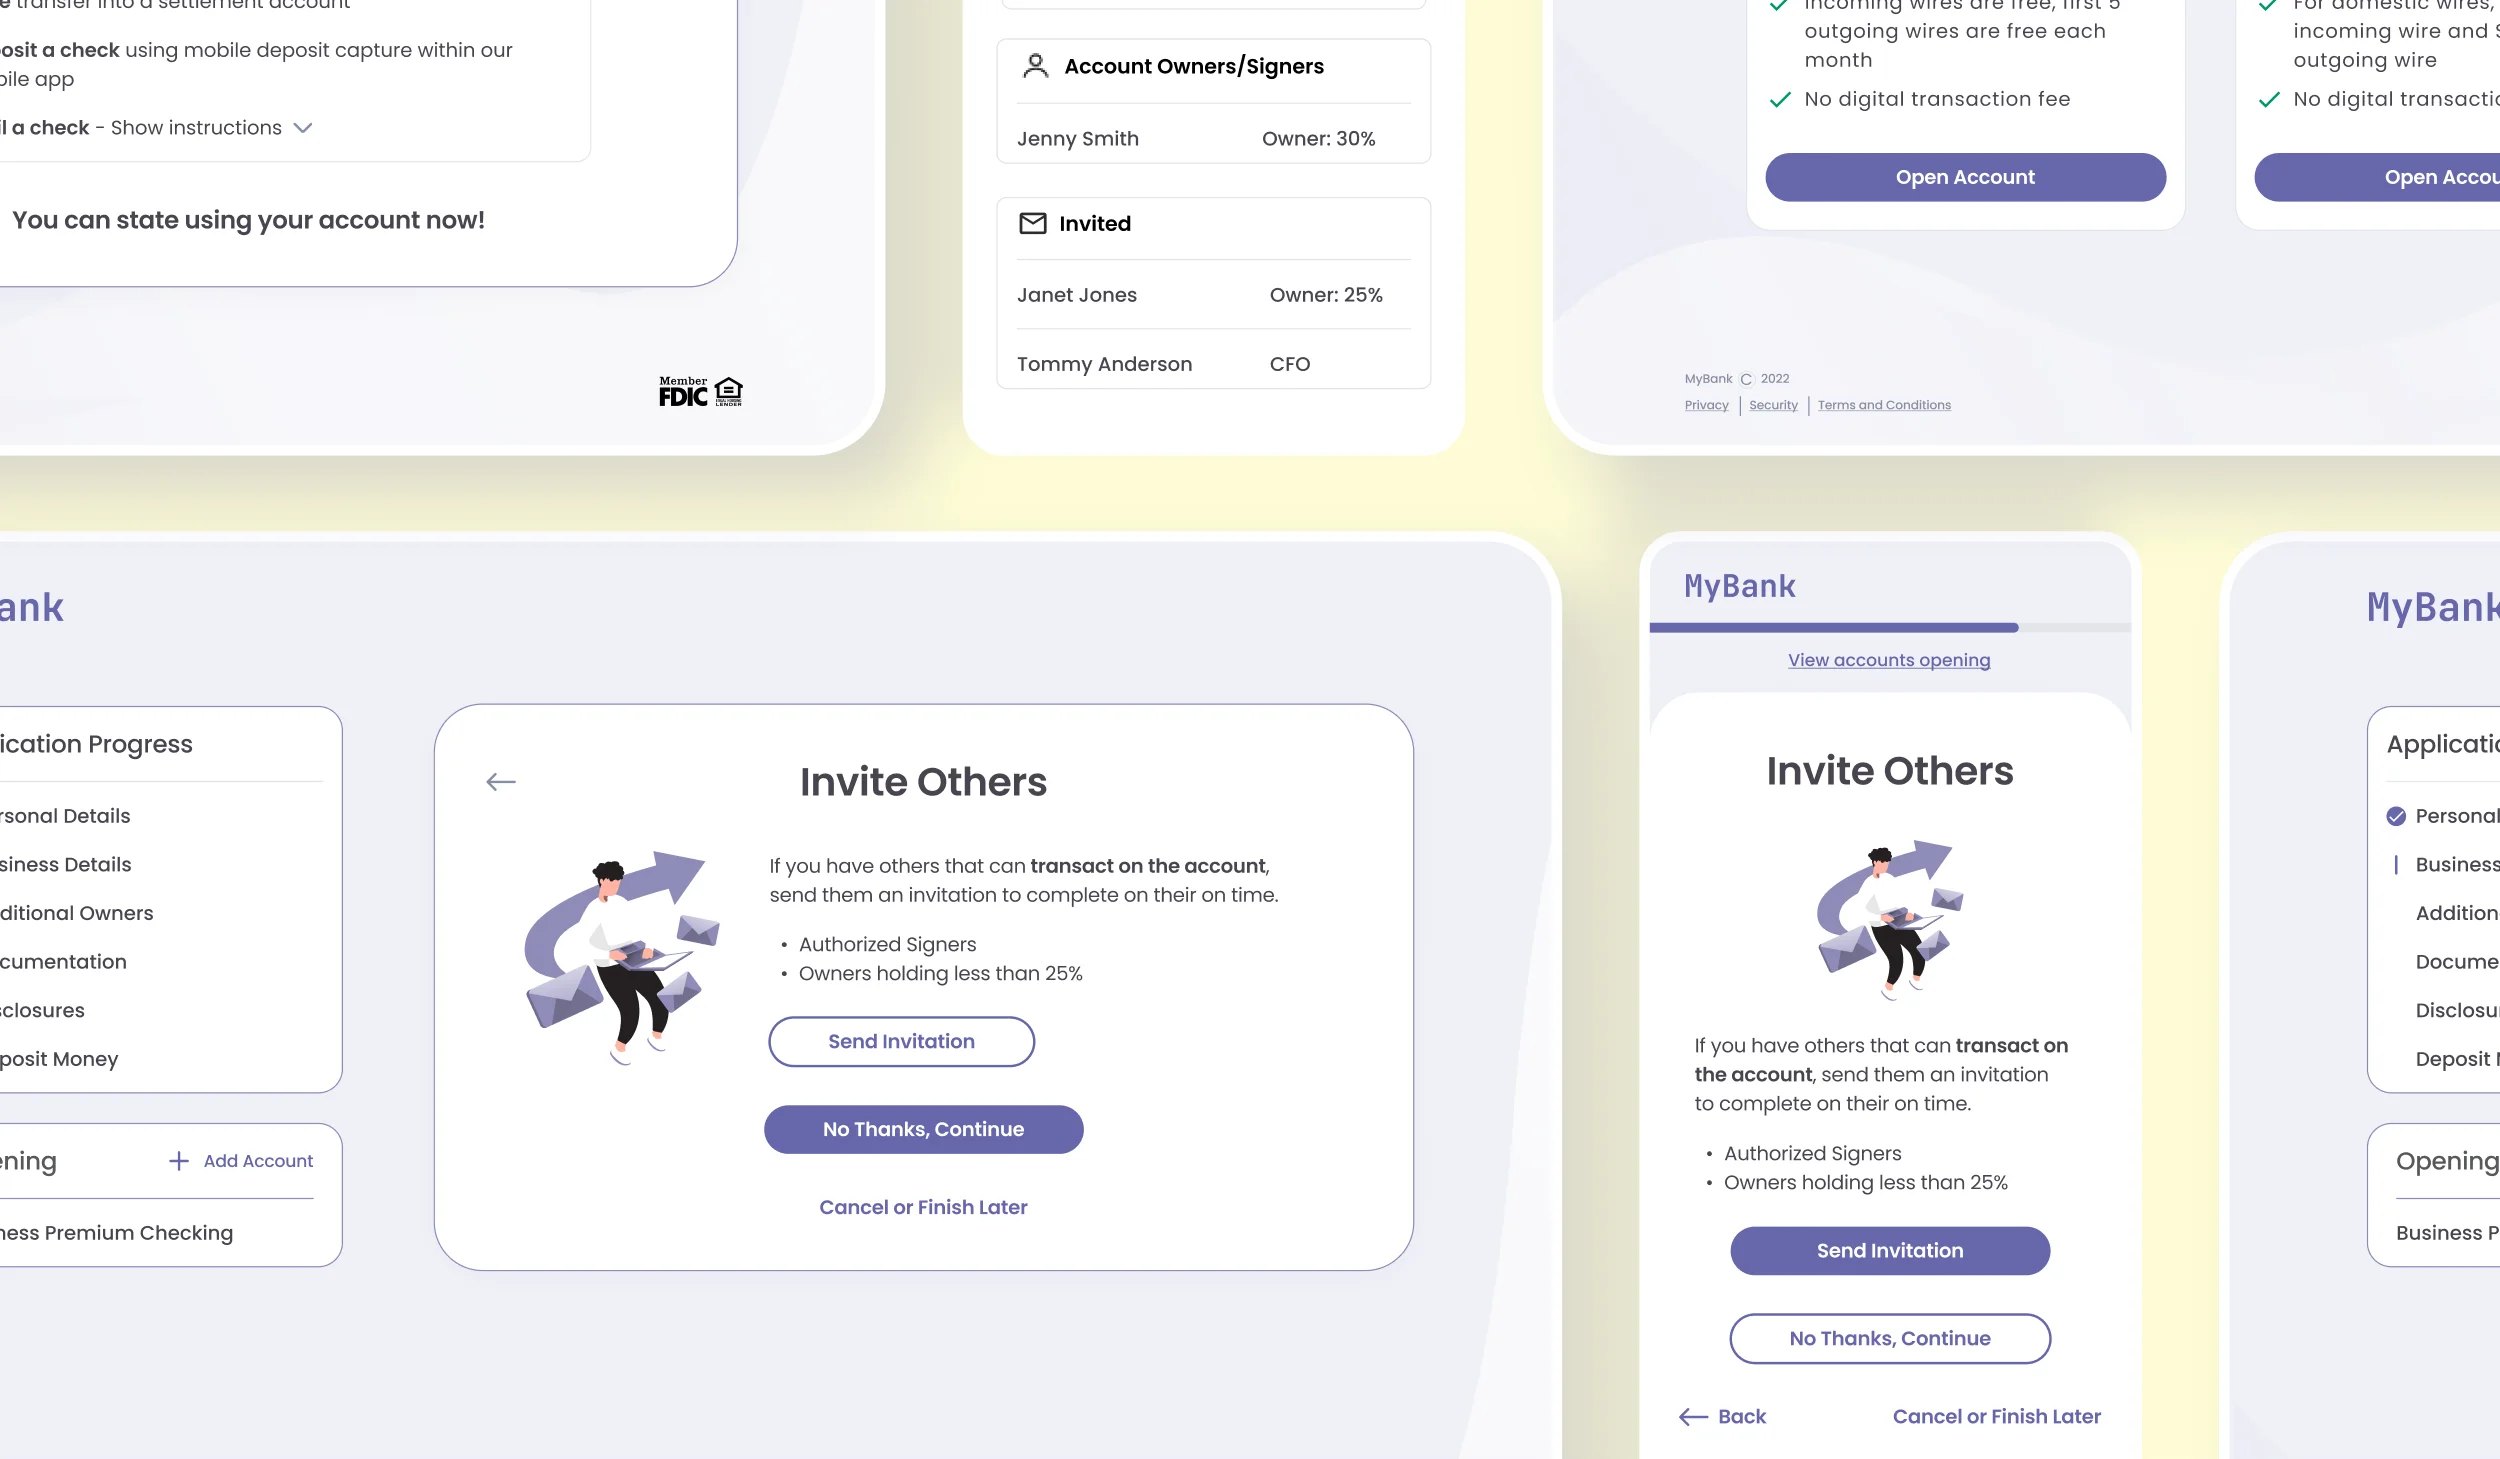 transfer into a settlement account
posit a check using mobile deposit capture within our
bile app
l a check - Show instructions
You can state using your account now!
Member
FDIC
EQUAL HOUSING
LENDER
Account Owners/Signers
Jenny Smith Owner: 30%
Invited
Janet Jones Owner: 25%
Tommy Anderson CFO
incoming wires are free, first 5
outgoing wires are free each
month
No digital transaction fee
Open Account
For domestic wires,
incoming wire and $
outgoing wire
No digital transactio
Open Accou
MyBank © 2022
Privacy | Security | Terms and Conditions
ank
ication Progress
rsonal Details
siness Details
ditional Owners
cumentation
sclosures
posit Money
ening + Add Account
ness Premium Checking
Invite Others
If you have others that can transact on the account,
send them an invitation to complete on their on time.
• Authorized Signers
• Owners holding less than 25%
Send Invitation
No Thanks, Continue
Cancel or Finish Later
MyBank
View accounts opening
Invite Others
If you have others that can transact on
the account, send them an invitation
to complete on their on time.
• Authorized Signers
• Owners holding less than 25%
Send Invitation
No Thanks, Continue
Back Cancel or Finish Later
MyBank
Applicatio
Personal
Business
Addition
Docume
Disclosu
Deposit M
Opening
Business P